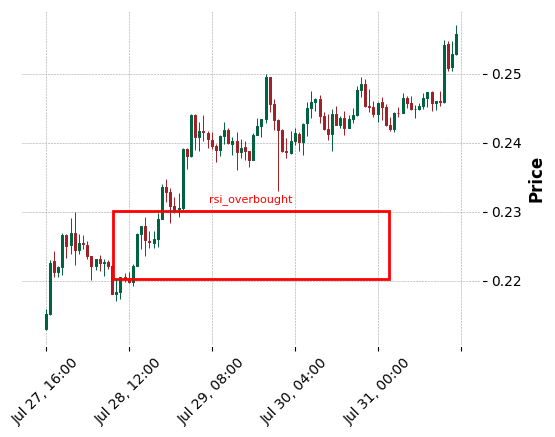 0.25
0.24
rsi_overbought
0.23
0.22
Price
Jul 27, 16:00
Jul 28, 12:00
Jul 29, 08:00
Jul 30, 04:00
Jul 31, 00:00